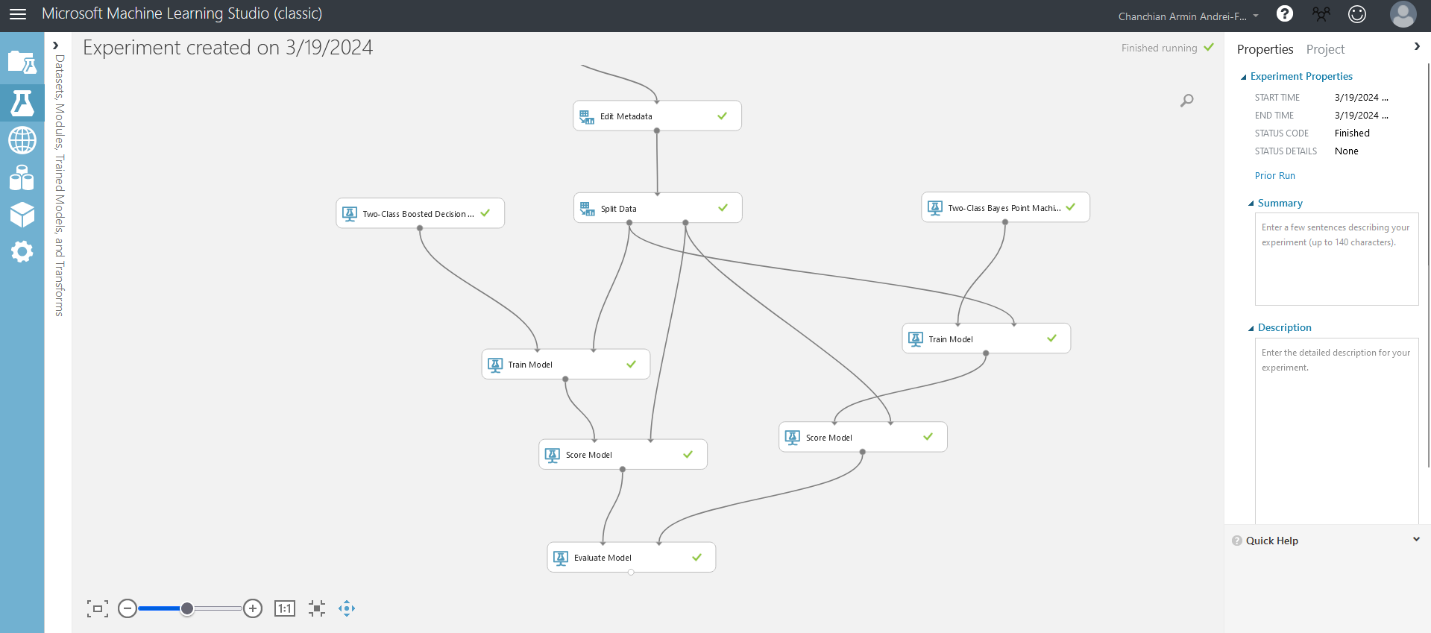 Microsoft Machine Learning Studio (classic)
Chanchian Armin Andrei-F...
?
Datasets, Modules, Trained Models, and Transforms
Experiment created on 3/19/2024
Finished running
Edit Metadata
Two-Class Boosted Decision ...
Split Data
Two-Class Bayes Point Machi...
Train Model
Train Model
Score Model
Score Model
Evaluate Model
1:1
Properties Project
Experiment Properties
START TIME 3/19/2024 ...
END TIME 3/19/2024 ...
STATUS CODE Finished
STATUS DETAILS None
Prior Run
Summary
Enter a few sentences describing your
experiment (up to 140 characters).
Description
Enter the detailed description for your
experiment.
? Quick Help